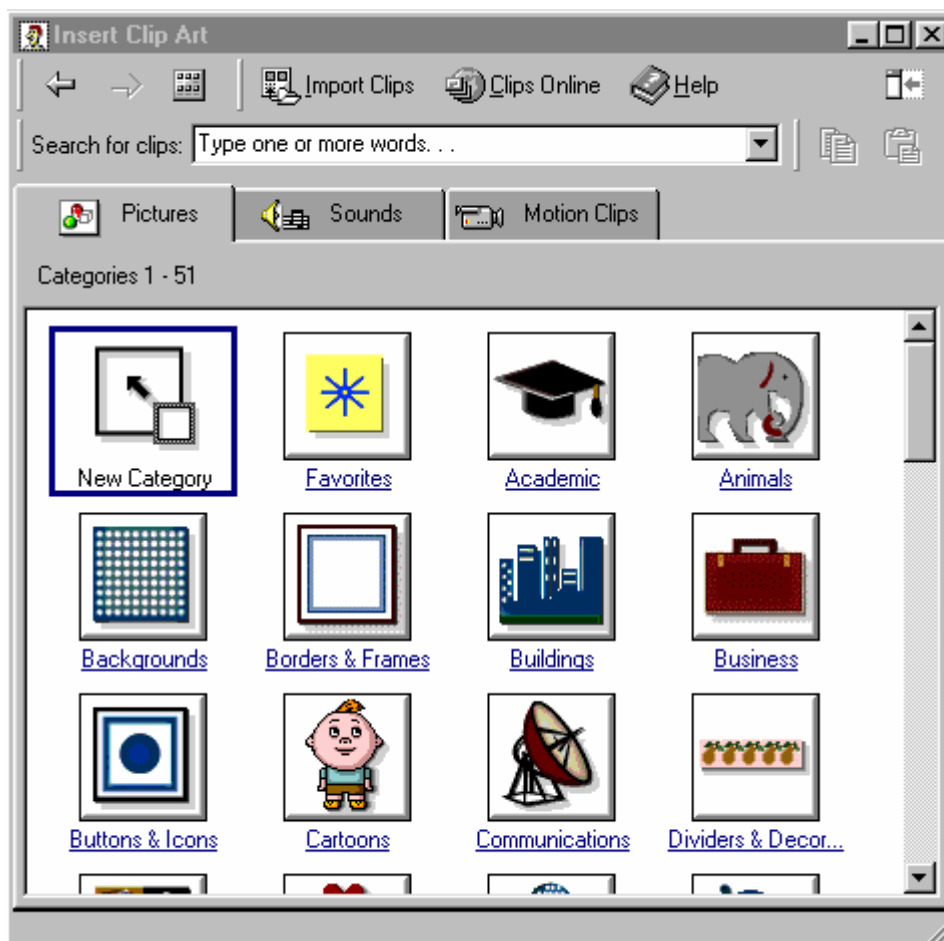 Insert Clip Art
Import Clips Clips Online Help
Search for clips: Type one or more words. . .
Pictures Sounds Motion Clips
Categories 1 - 51
New Category Favorites Academic Animals
Backgrounds Borders & Frames Buildings Business
Buttons & Icons Cartoons Communications Dividers & Decor...